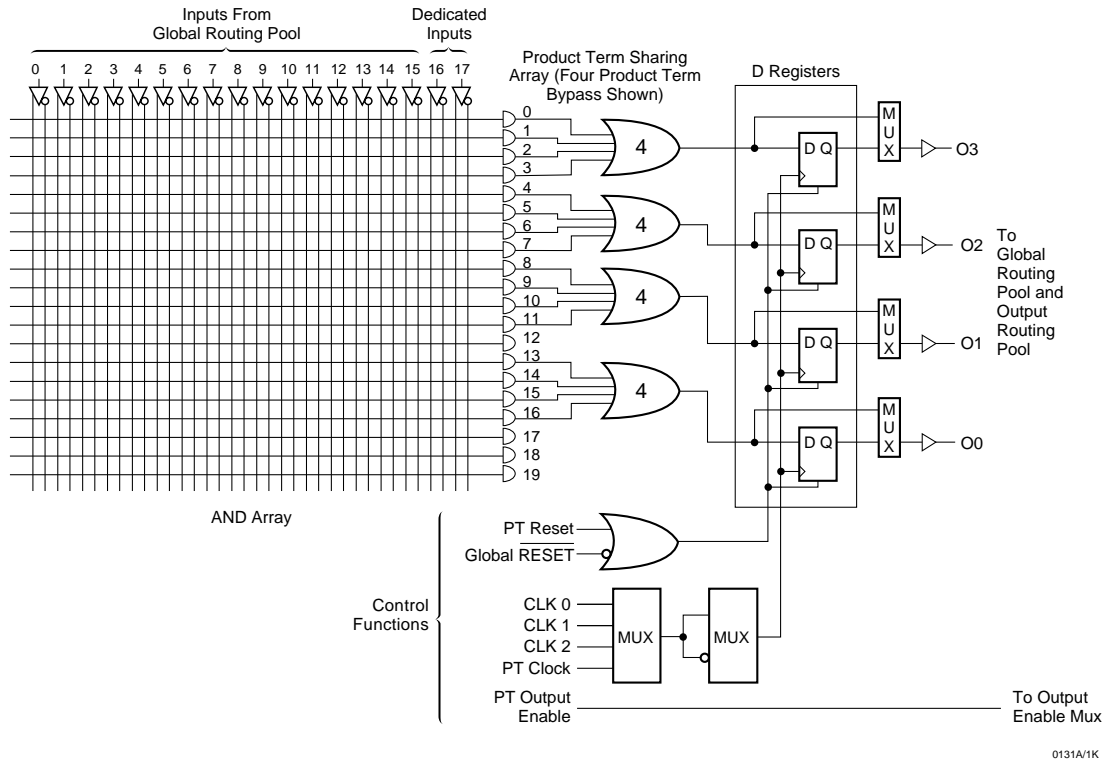 Inputs From
Global Routing Pool
Dedicated
Inputs
0 1 2 3 4 5 6 7 8 9 10 11 12 13 14 15 16 17
Product Term Sharing
Array (Four Product Term
Bypass Shown)
D Registers
0
1
2
3
4
5
6
7
8
9
10
11
12
13
14
15
16
17
18
19
4
4
4
4
D Q
D Q
D Q
D Q
MUX
MUX
MUX
MUX
O3
O2
O1
O0
To
Global
Routing
Pool and
Output
Routing
Pool
AND Array
Control
Functions
PT Reset
Global RESET
CLK 0
CLK 1
CLK 2
PT Clock
MUX
MUX
PT Output
Enable
To Output
Enable Mux
0131A/1K